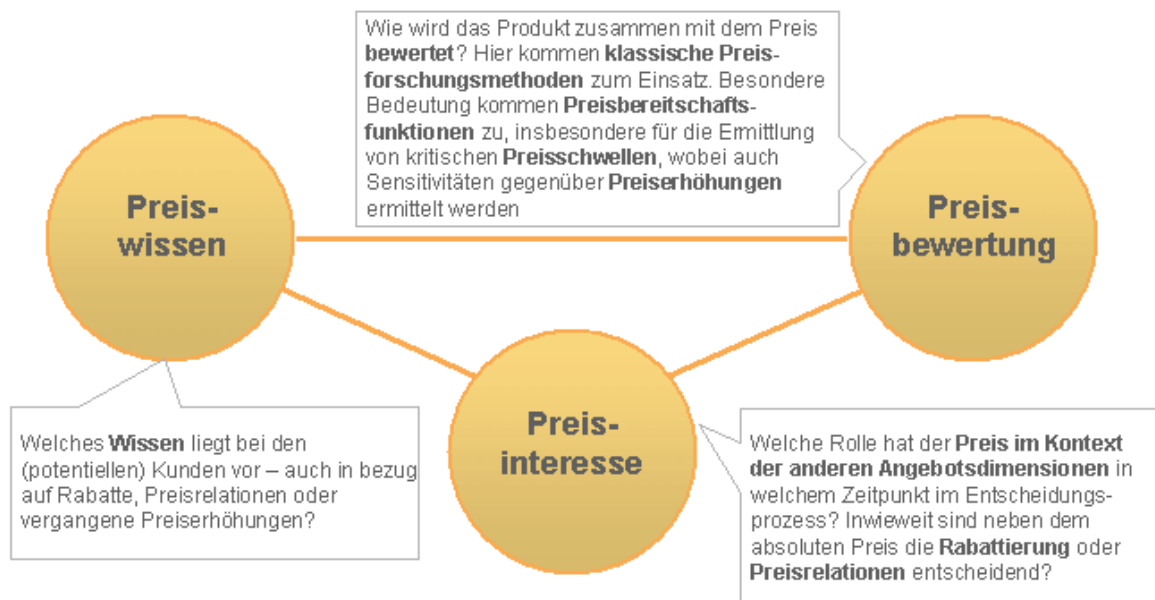 Wie wird das Produkt zusammen mit dem Preis
bewertet? Hier kommen klassische Preis-
forschungsmethoden zum Einsatz. Besondere
Bedeutung kommen Preisbereitschafts-
funktionen zu, insbesondere für die Ermittlung
von kritischen Preisschwellen, wobei auch
Sensitivitäten gegenüber Preiserhöhungen
ermittelt werden
Preis-
wissen
Preis-
bewertung
Preis-
interesse
Welches Wissen liegt bei den
(potentiellen) Kunden vor – auch in bezug
auf Rabatte, Preisrelationen oder
vergangene Preiserhöhungen?
Welche Rolle hat der Preis im Kontext
der anderen Angebotsdimensionen in
welchem Zeitpunkt im Entscheidungs-
prozess? Inwieweit sind neben dem
absoluten Preis die Rabattierung oder
Preisrelationen entscheidend?